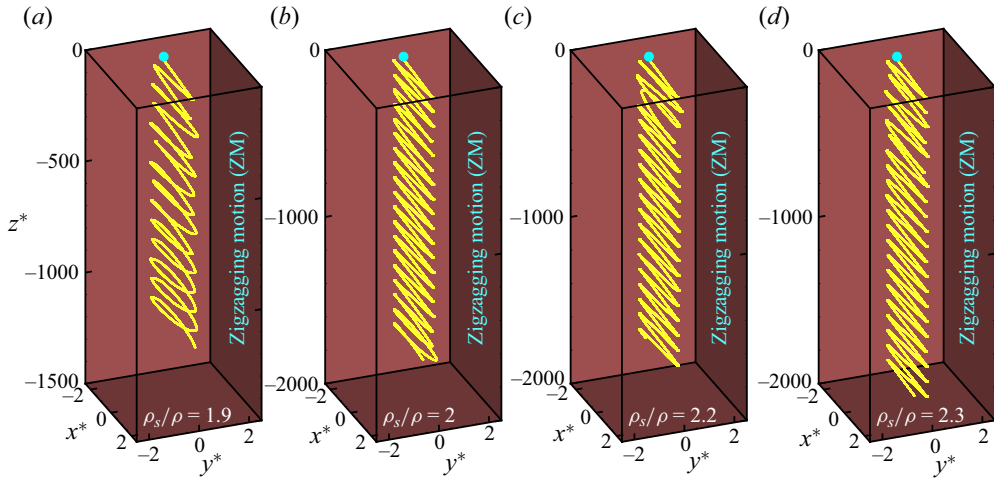 (a)
(b)
(c)
(d)
0
−500
−1000
−1500
z*
x*
0
2
−2
−2
0
2
y*
ρs/ρ = 1.9
Zigzagging motion (ZM)
0
−1000
−2000
x*
−2
0
2
−2
0
2
y*
ρs/ρ = 2
Zigzagging motion (ZM)
0
−1000
−2000
x*
−2
0
2
−2
0
2
y*
ρs/ρ = 2.2
Zigzagging motion (ZM)
0
−1000
−2000
x*
−2
0
2
−2
0
2
y*
ρs/ρ = 2.3
Zigzagging motion (ZM)